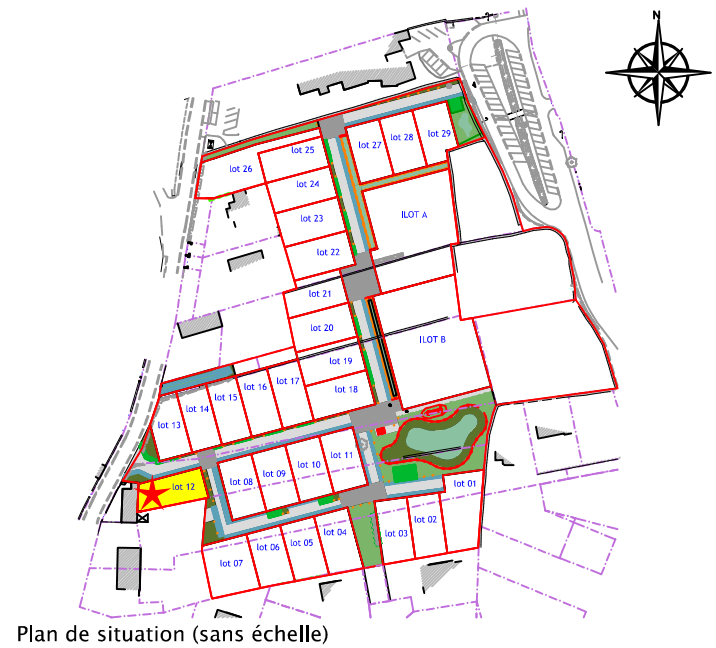 N
lot 25
lot 26
lot 27
lot 28
lot 29
lot 24
lot 23
lot 22
ILOT A
lot 21
lot 20
lot 19
lot 18
ILOT B
lot 17
lot 16
lot 15
lot 14
lot 13
lot 12
lot 11
lot 10
lot 09
lot 08
lot 01
lot 02
lot 03
lot 04
lot 05
lot 06
lot 07
Plan de situation (sans échelle)